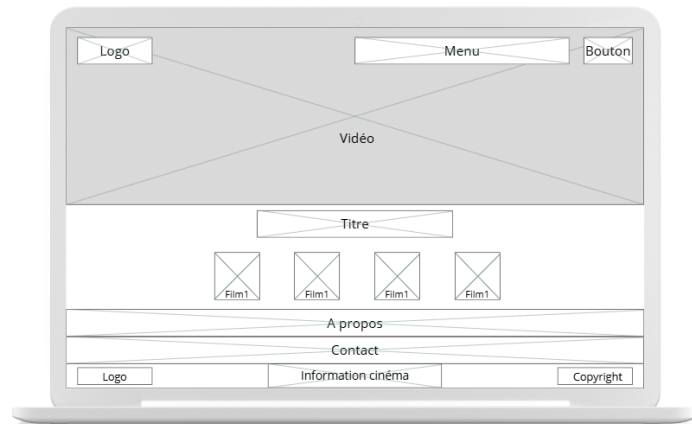 Logo
Menu
Bouton
Vidéo
Titre
Film1
Film1
Film1
Film1
A propos
Contact
Logo
Information cinéma
Copyright